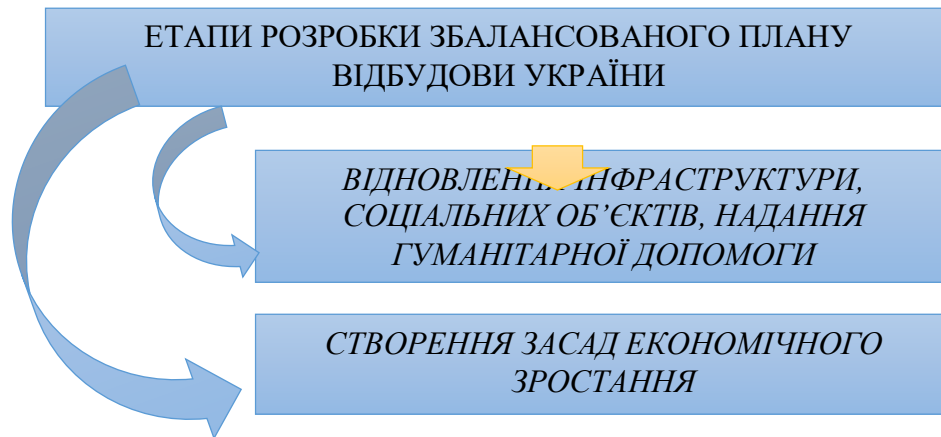 ЕТАПИ РОЗРОБКИ ЗБАЛАНСОВАНОГО ПЛАНУ
ВІДБУДОВИ УКРАЇНИ
ВІДНОВЛЕННЯ ІНФРАСТРУКТУРИ,
СОЦІАЛЬНИХ ОБ’ЄКТІВ, НАДАННЯ
ГУМАНІТАРНОЇ ДОПОМОГИ
СТВОРЕННЯ ЗАСАД ЕКОНОМІЧНОГО
ЗРОСТАННЯ